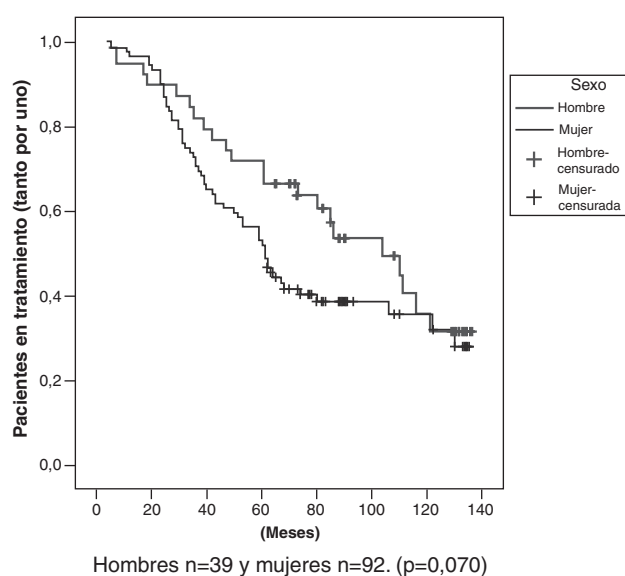 Pacientes en tratamiento (tanto por uno)
1,0
0,8
0,6
0,4
0,2
0,0
0
20
40
60
80
100
120
140
(Meses)
Sexo
Hombre
Mujer
Hombre-
censurado
Mujer-
censurada
Hombres n=39 y mujeres n=92. (p=0,070)